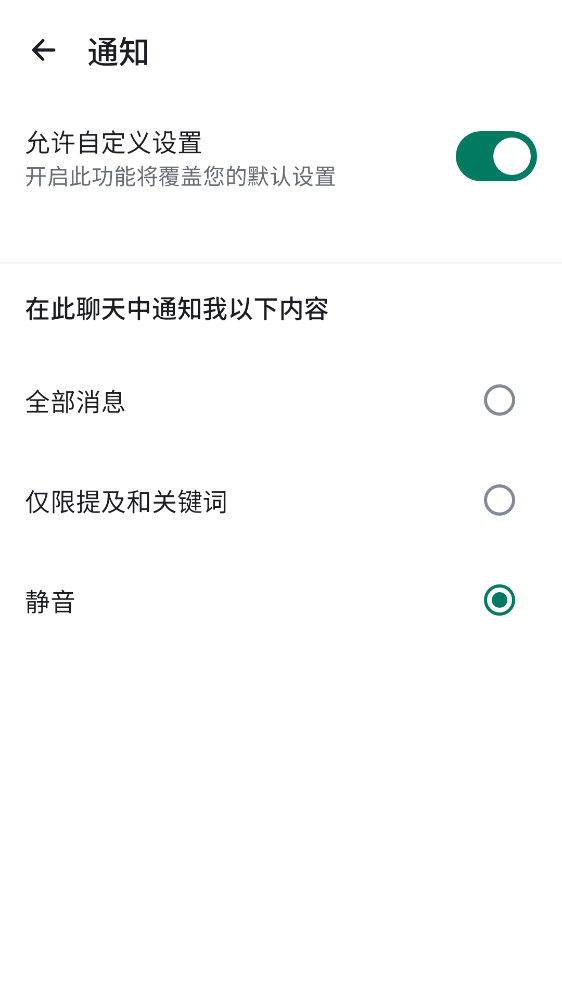 通知
允许自定义设置
开启此功能将覆盖您的默认设置
在此聊天中通知我以下内容
全部消息
仅限提及和关键词
静音